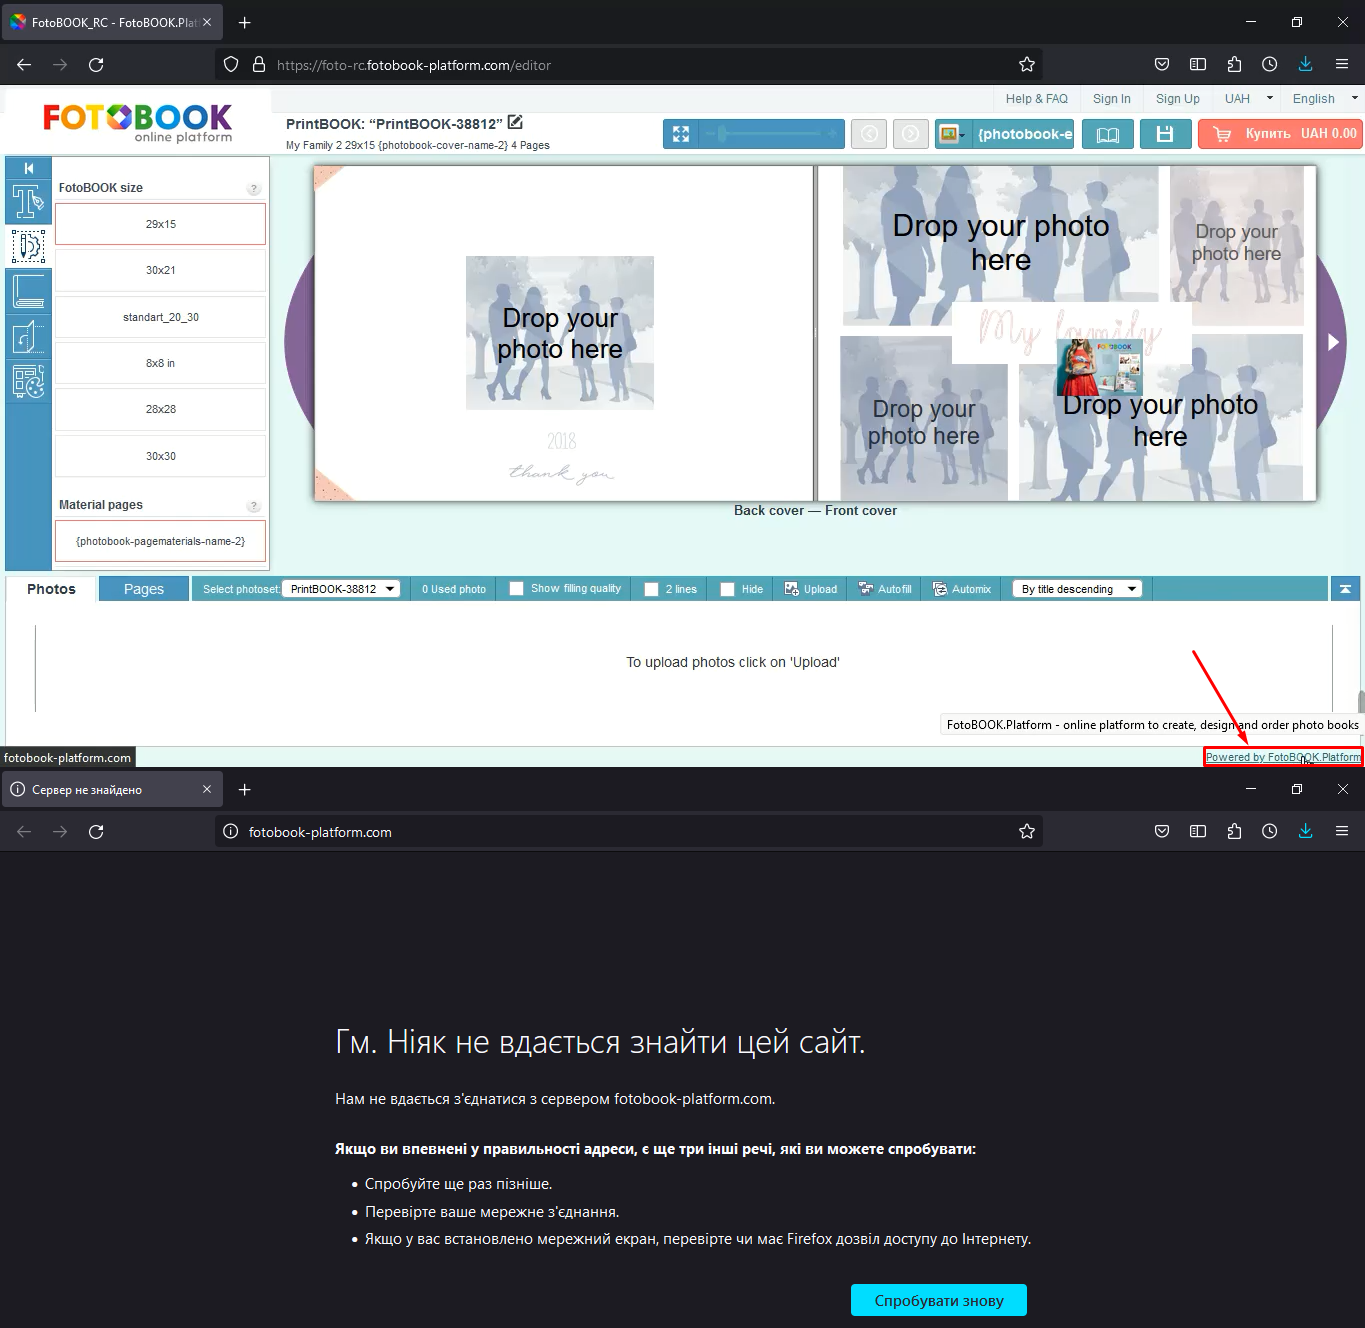 FotoBOOK_RC - FotoBOOK.Plat
https://foto-rc.fotobook-platform.com/editor
Help & FAQ
Sign In
Sign Up
UAH
English
FOTOBOOK
online platform
PrintBOOK: “PrintBOOK-38812”
My Family 2 29x15 {photobook-cover-name-2} 4 Pages
{photobook-e
Купить UAH 0.00
FotoBOOK size
?
29x15
30x21
standart_20_30
8x8 in
28x28
30x30
Material pages
?
{photobook-pagematerials-name-2}
Drop your
photo here
2018
thank you
Drop your photo
here
Drop your
photo here
My family
FOTOBOOK
Drop your
photo here
Drop your photo
here
Back cover — Front cover
Photos
Pages
Select photoset:
PrintBOOK-38812
0 Used photo
Show filling quality
2 lines
Hide
Upload
Autofill
Automix
By title descending
To upload photos click on 'Upload'
FotoBOOK.Platform - online platform to create, design and order photo books
fotobook-platform.com
Powered by FotoBOOK.Platform
Сервер не знайдено
fotobook-platform.com
Гм. Ніяк не вдається знайти цей сайт.
Нам не вдається з'єднатися з сервером fotobook-platform.com.
Якщо ви впевнені у правильності адреси, є ще три інші речі, які ви можете спробувати:
• Спробуйте ще раз пізніше.
• Перевірте ваше мережне з'єднання.
• Якщо у вас встановлено мережний екран, перевірте чи має Firefox дозвіл доступу до Інтернету.
Спробувати знову